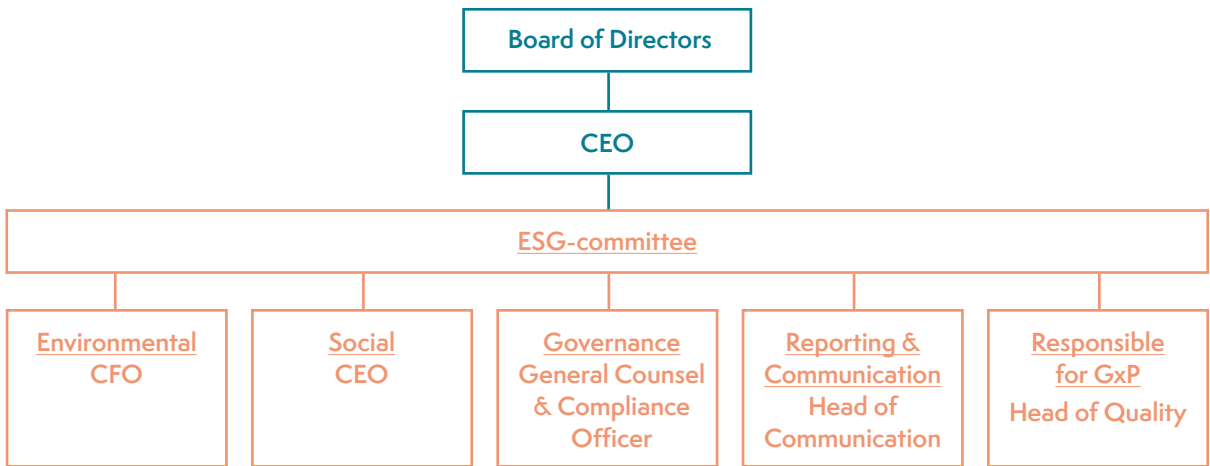 Board of Directors
CEO
ESG-committee
Environmental
CFO
Social
CEO
Governance
General Counsel
& Compliance
Officer
Reporting &
Communication
Head of
Communication
Responsible
for GxP
Head of Quality